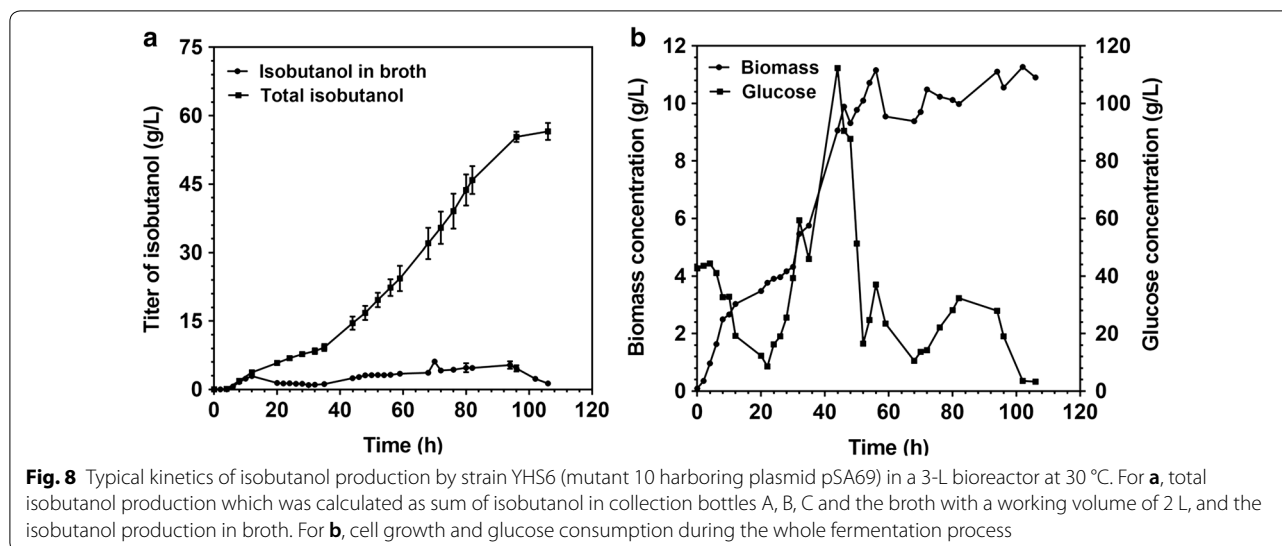 a
75
60
45
30
15
0
Titer of isobutanol (g/L)
Isobutanol in broth
Total isobutanol
0 20 40 60 80 100 120
Time (h)
b
12
10
8
6
4
2
0
Biomass concentration (g/L)
Biomass
Glucose
120
100
80
60
40
20
0
Glucose concentration (g/L)
0 20 40 60 80 100 120
Time (h)
Fig. 8 Typical kinetics of isobutanol production by strain YHS6 (mutant 10 harboring plasmid pSA69) in a 3-L bioreactor at 30 °C. For a, total
isobutanol production which was calculated as sum of isobutanol in collection bottles A, B, C and the broth with a working volume of 2 L, and the
isobutanol production in broth. For b, cell growth and glucose consumption during the whole fermentation process